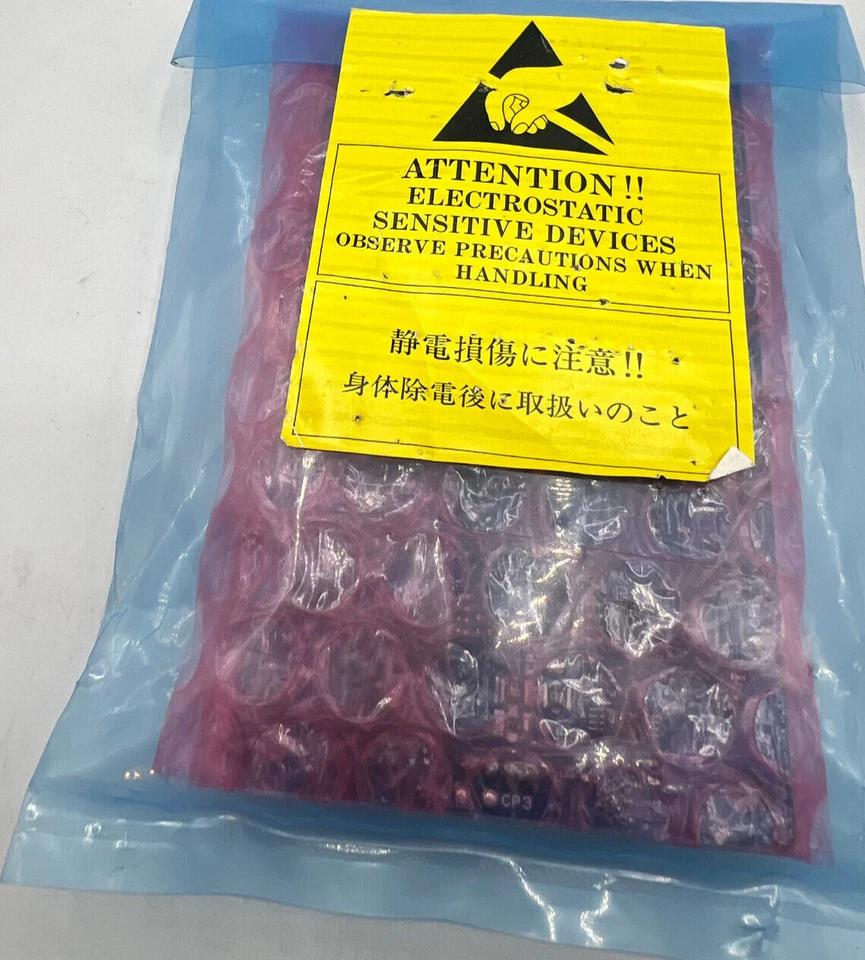 ATTENTION!!
ELECTROSTATIC
SENSITIVE DEVICES
OBSERVE PRECAUTIONS WHEN
HANDLING
静電損傷に注意!!
身体除電後に取扱いのこと
CP3